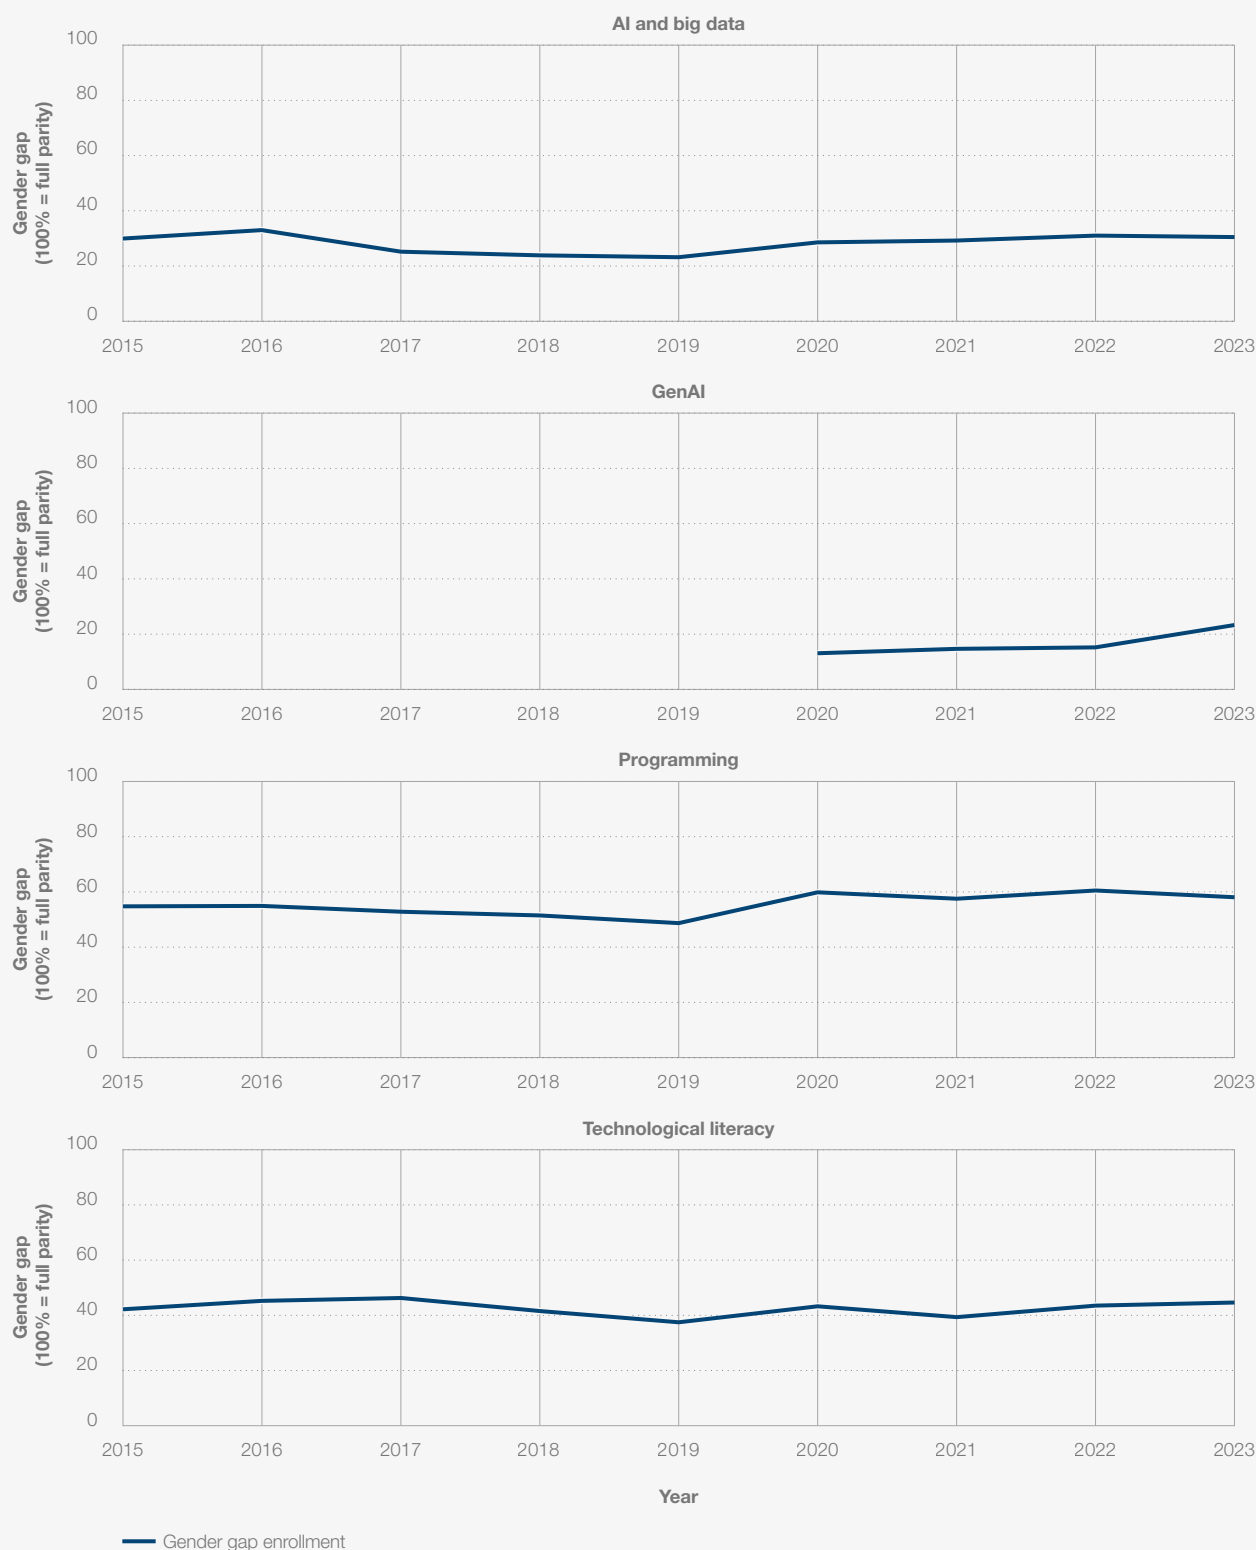 AI and big data
Gender gap
(100% = full parity)
100
80
60
40
20
0
2015 2016 2017 2018 2019 2020 2021 2022 2023
GenAI
Gender gap
(100% = full parity)
100
80
60
40
20
0
2015 2016 2017 2018 2019 2020 2021 2022 2023
Programming
Gender gap
(100% = full parity)
100
80
60
40
20
0
2015 2016 2017 2018 2019 2020 2021 2022 2023
Technological literacy
Gender gap
(100% = full parity)
100
80
60
40
20
0
2015 2016 2017 2018 2019 2020 2021 2022 2023
Year
Gender gap enrollment